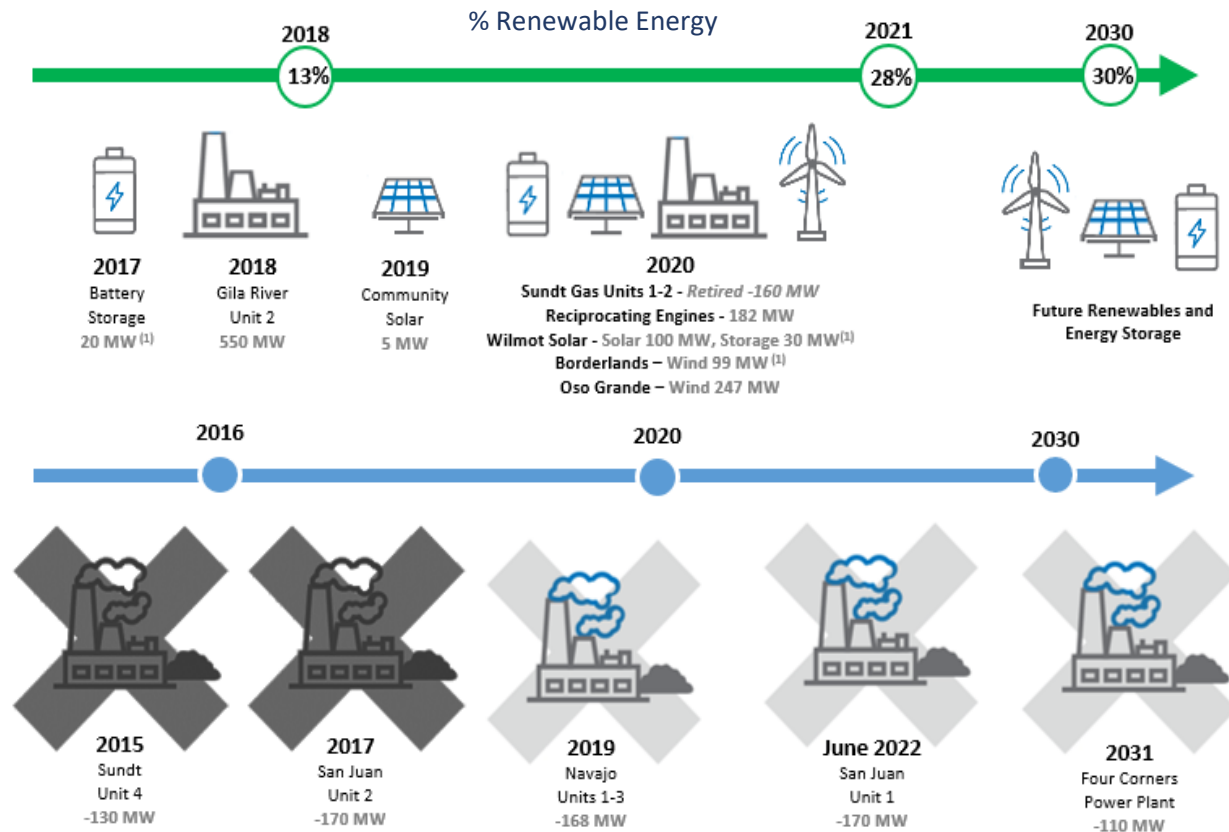 % Renewable Energy
2018
2021
2030
13%
28%
30%
2017
Battery
Storage
20 MW (1)
2018
Gila River
Unit 2
550 MW
2019
Community
Solar
5 MW
2020
Sundt Gas Units 1-2 - Retired -160 MW
Reciprocating Engines - 182 MW
Wilmot Solar - Solar 100 MW, Storage 30 MW(1)
Borderlands – Wind 99 MW (1)
Oso Grande – Wind 247 MW
Future Renewables and
Energy Storage
2016
2020
2030
2015
Sundt
Unit 4
-130 MW
2017
San Juan
Unit 2
-170 MW
2019
Navajo
Units 1-3
-168 MW
June 2022
San Juan
Unit 1
-170 MW
2031
Four Corners
Power Plant
-110 MW